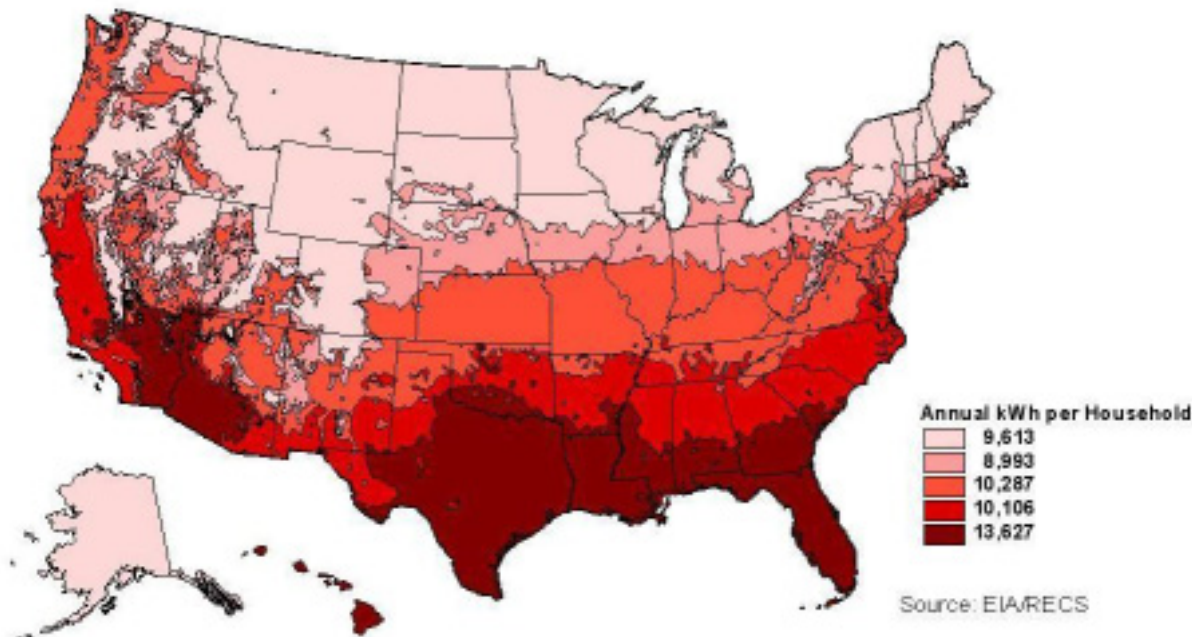 Annual kWh per Household
9,613
8,993
10,287
10,106
13,627
Source: EIA/RECS